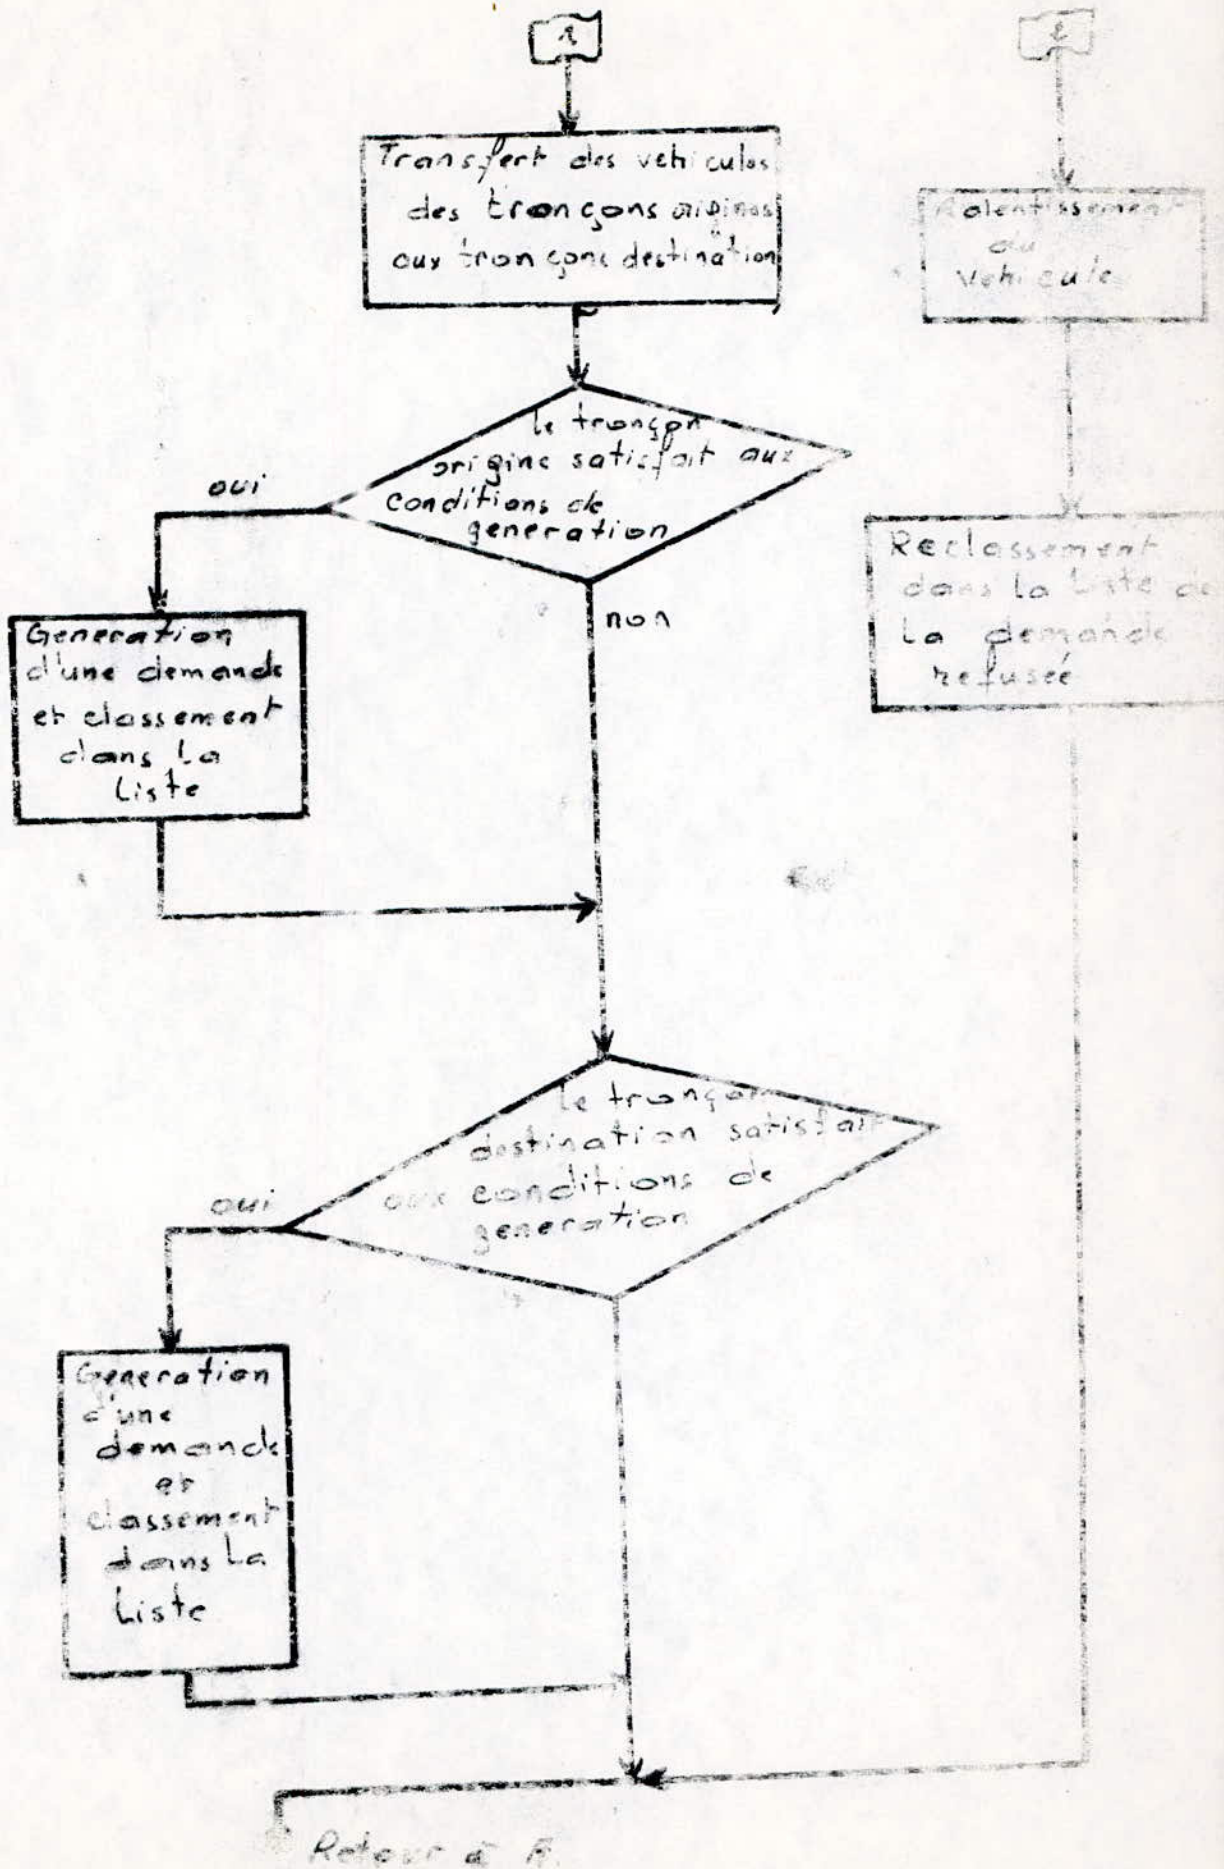 1
Transfert des vehicules
des tronçons origines
aux tronçons destination
le tronçon
origine satisfait aux
conditions de
generation
oui
non
Generation
d'une demande
et classement
dans La
Liste
le tronçon
destination satisfait
aux conditions de
generation
oui
Generation
d'une
demande
et
classement
dans La
Liste
2
Ralentissement
du
Vehicule
Reclassement
dans La Liste de
La demande
refusée
Retour à